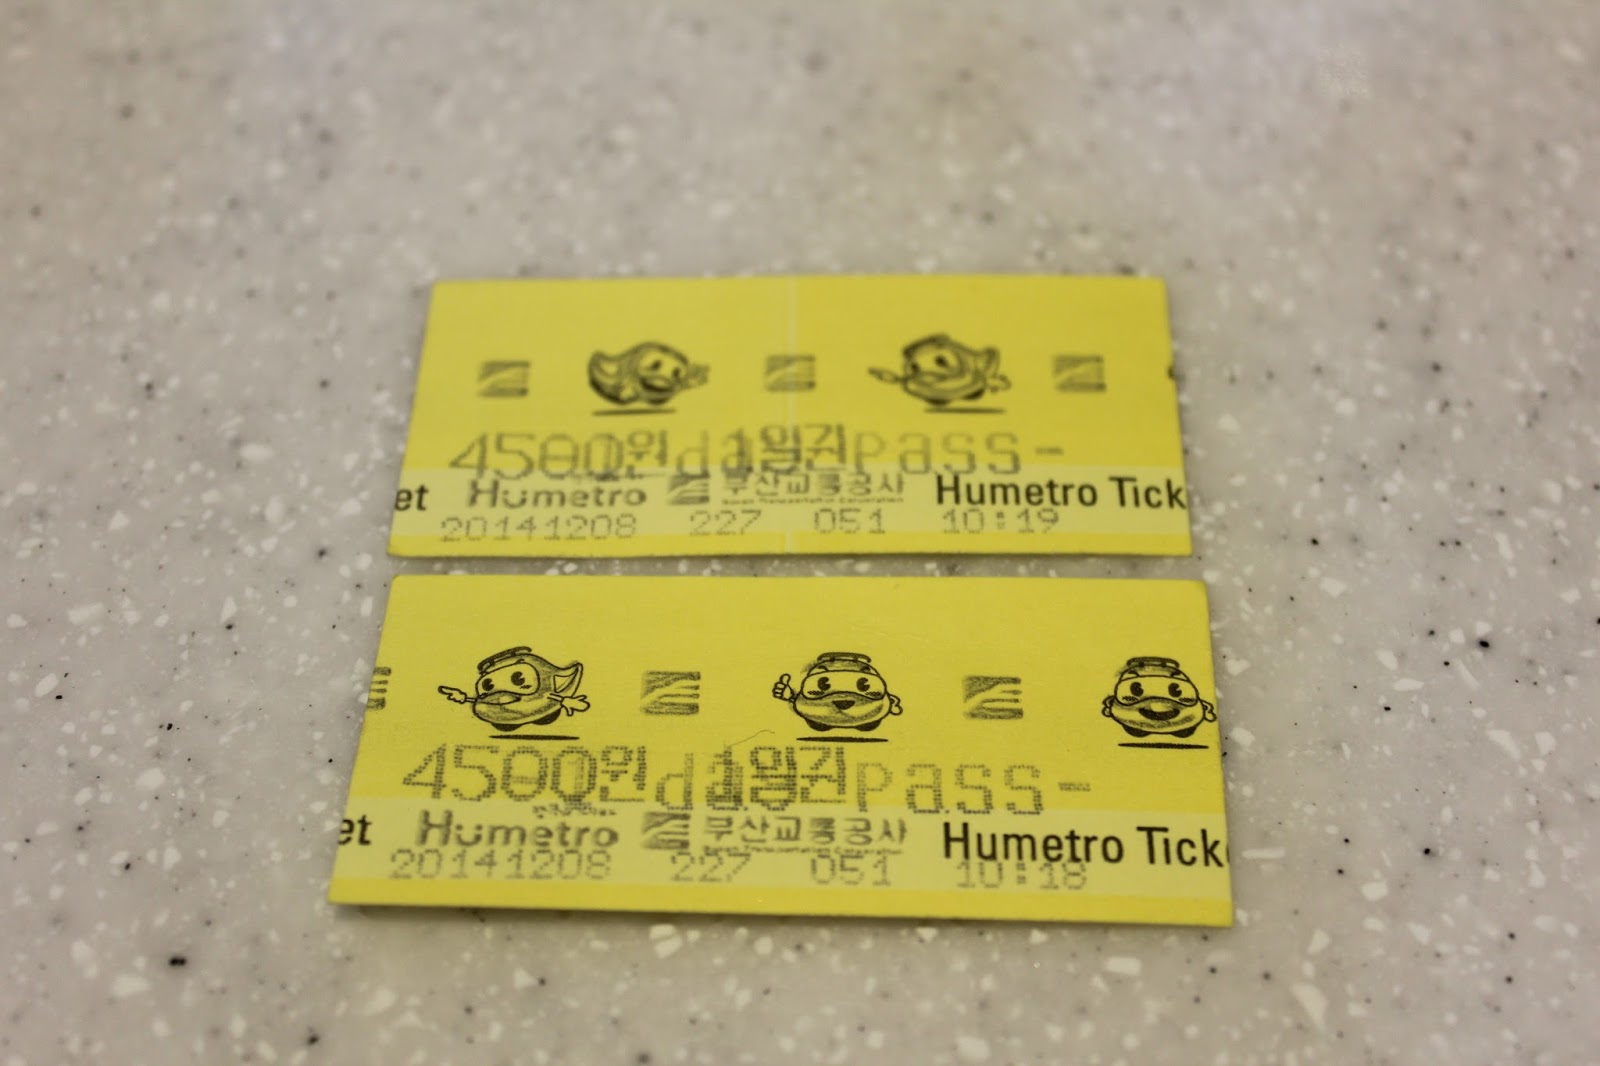 4500원 day 1일권 pass-
et Humetro 부산교통공사 Humetro Tick
20141208 227 051 10:19
4500원 day 1일권 pass-
et Humetro 부산교통공사 Humetro Tick
20141208 227 051 10:18